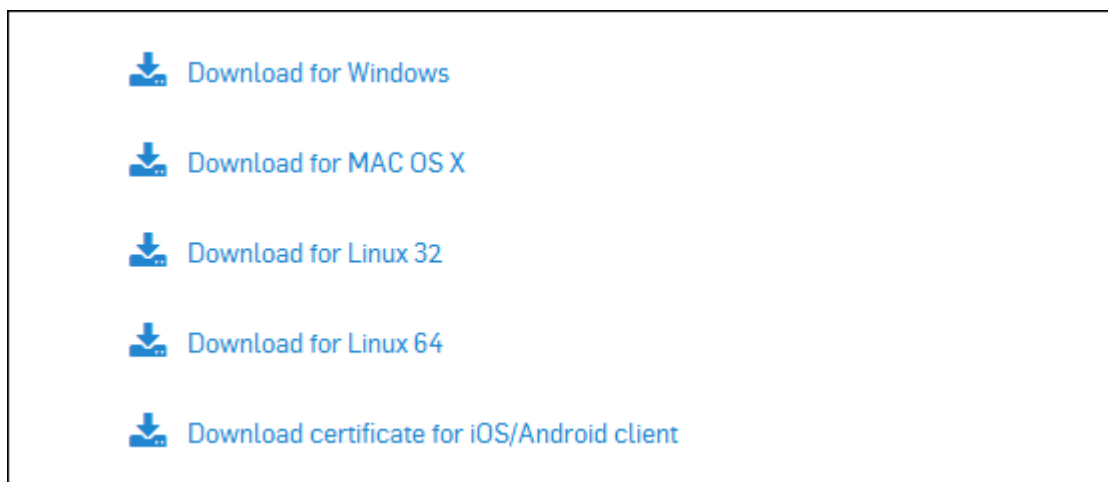 Download for Windows
Download for MAC OS X
Download for Linux 32
Download for Linux 64
Download certificate for iOS/Android client